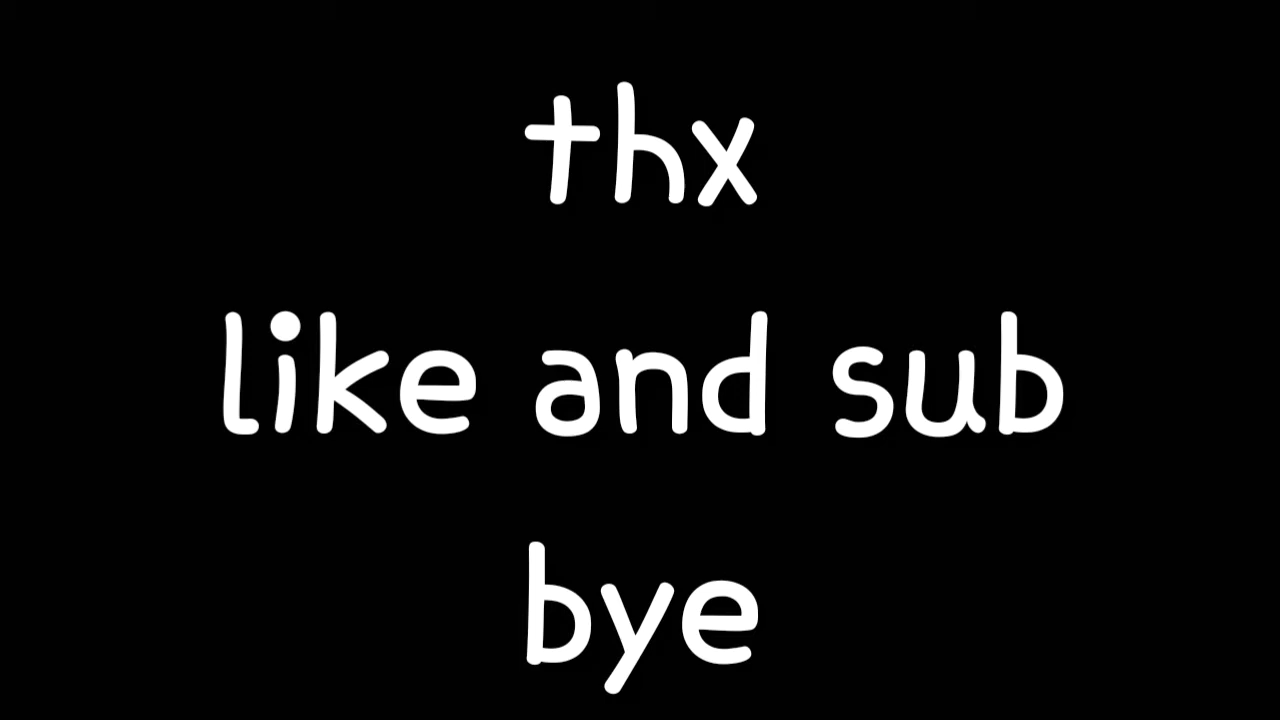 thx
like and sub
bye